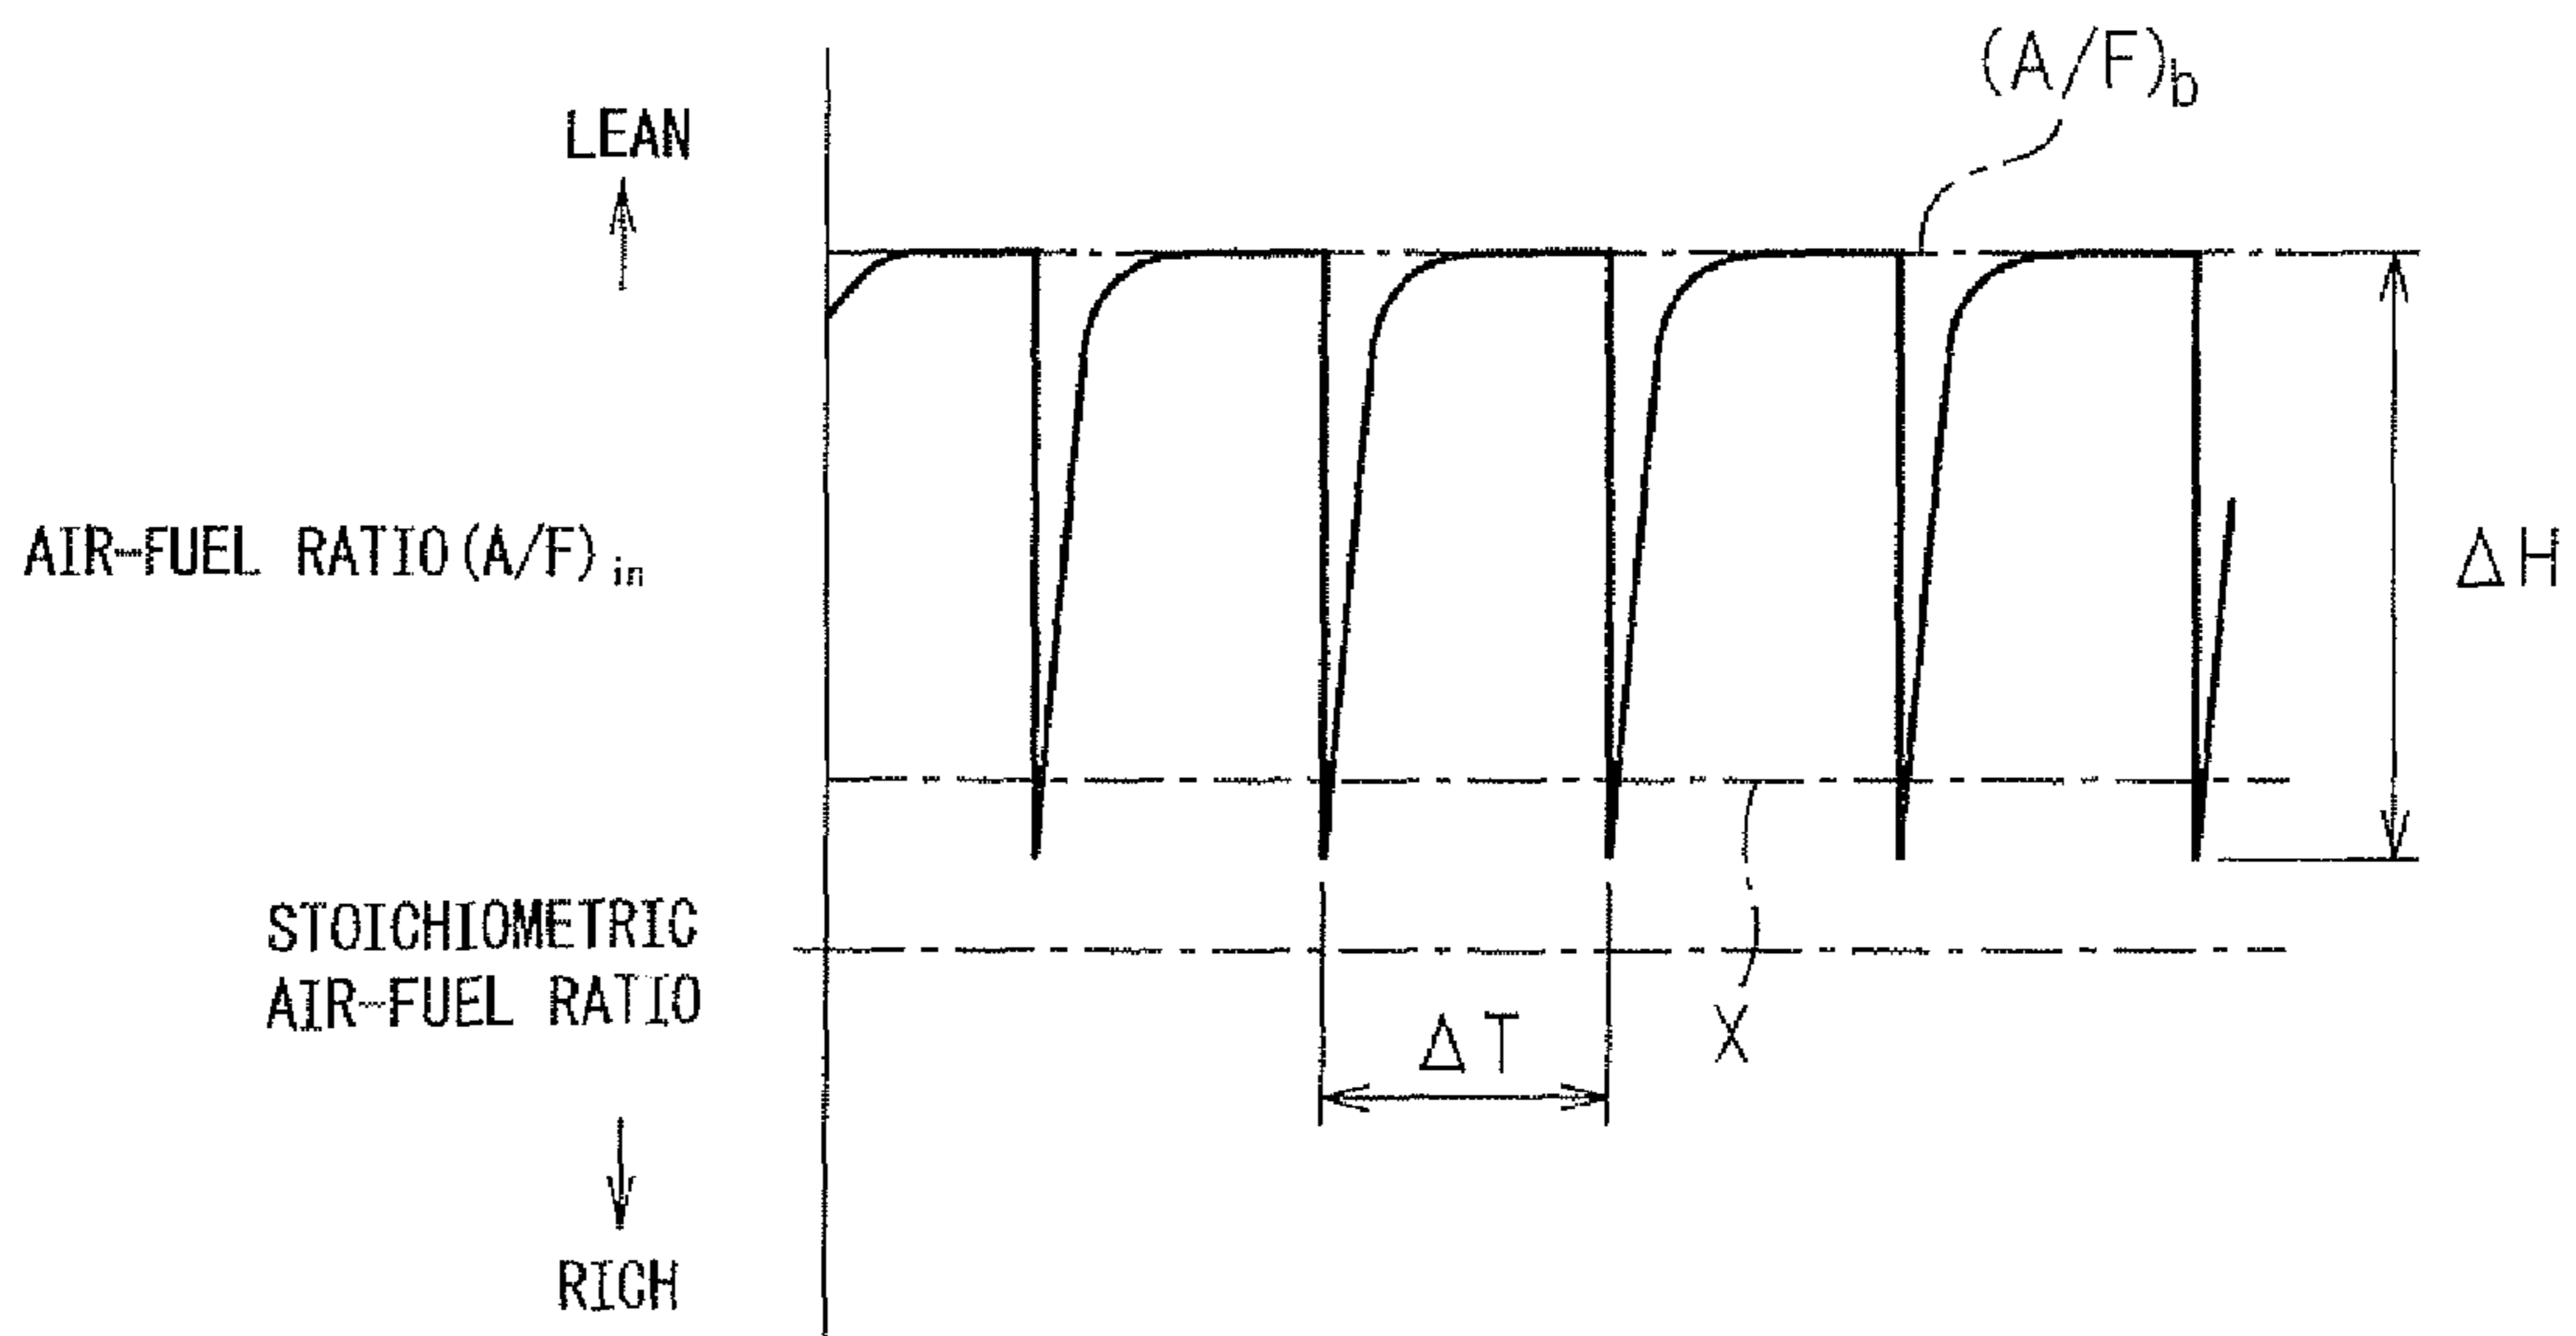 (A/F)b
LEAN
AIR-FUEL RATIO(A/F)in
ΔH
STOICHIOMETRIC
AIR-FUEL RATIO
ΔT
X
RICH